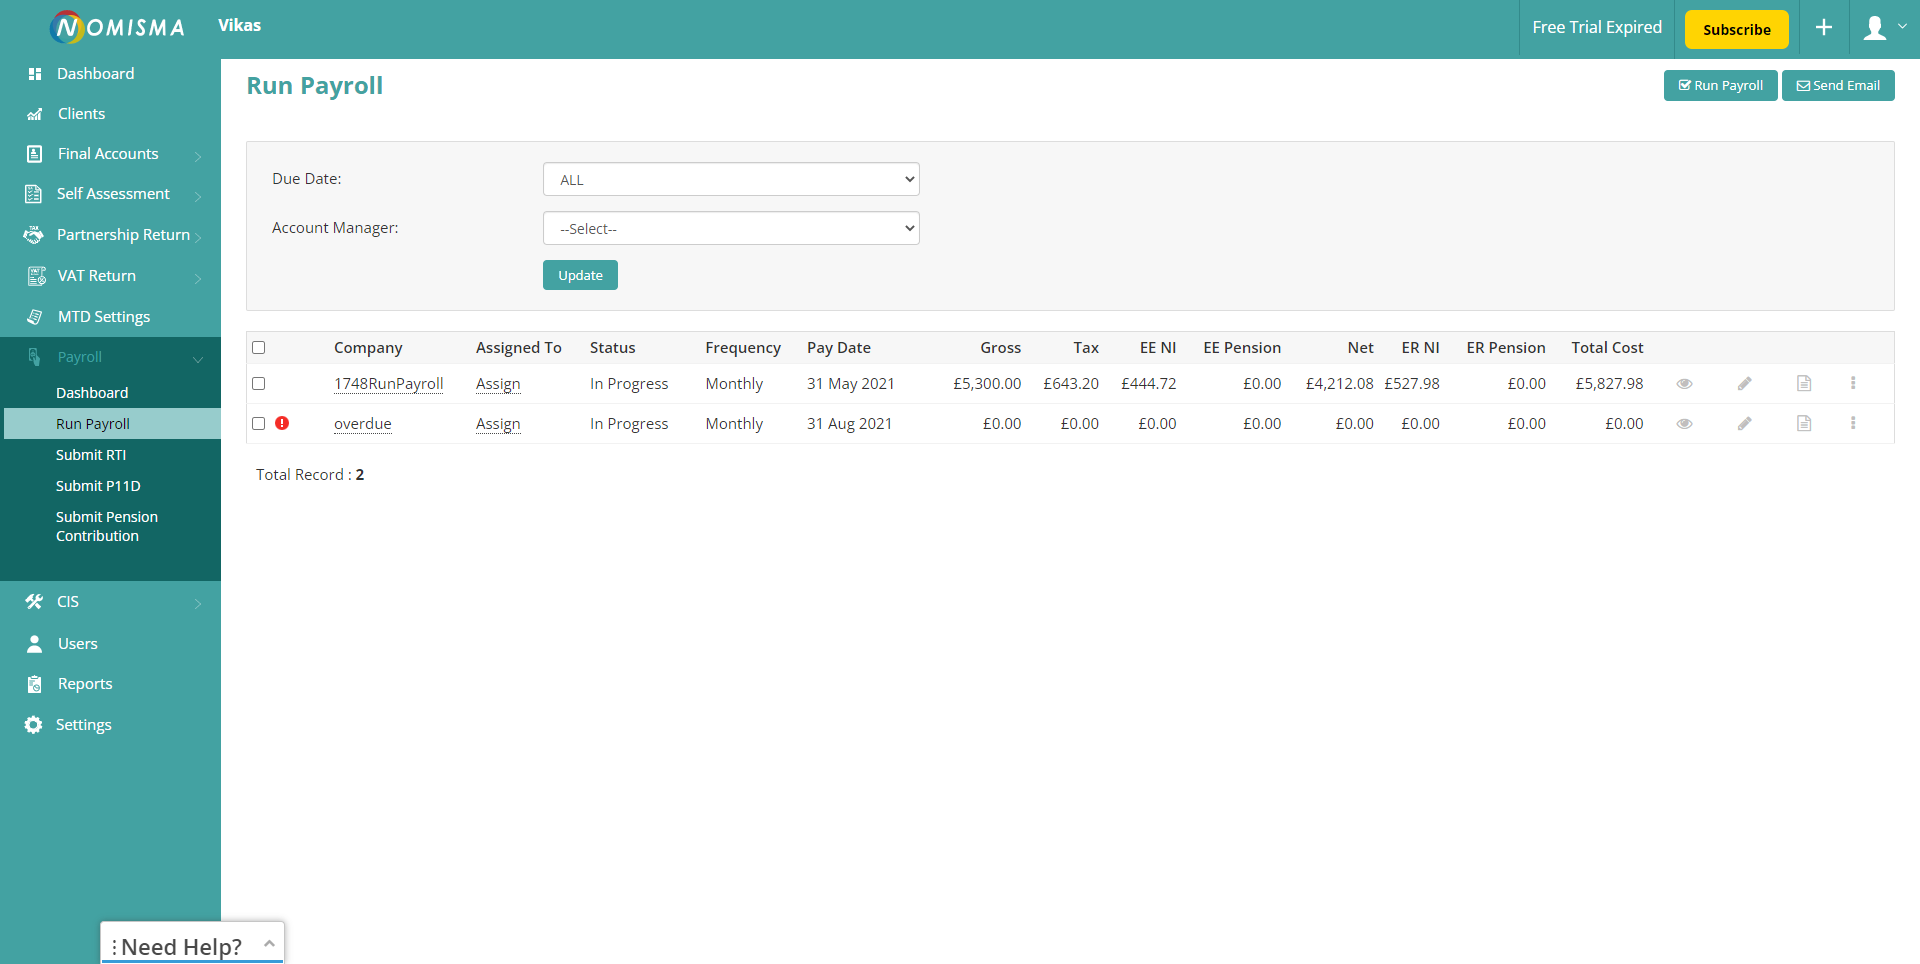 NOMISMA
Vikas
Free Trial Expired
Subscribe
Dashboard
Clients
Final Accounts
Self Assessment
Partnership Return
VAT Return
MTD Settings
Payroll
Dashboard
Run Payroll
Submit RTI
Submit P11D
Submit Pension
Contribution
CIS
Users
Reports
Settings
Need Help?
Run Payroll
Run Payroll
Send Email
Due Date:
ALL
Account Manager:
--Select--
Update
Company Assigned To Status Frequency Pay Date Gross Tax EE NI EE Pension Net ER NI ER Pension Total Cost
1748RunPayroll Assign In Progress Monthly 31 May 2021 £5,300.00 £643.20 £444.72 £0.00 £4,212.08 £527.98 £0.00 £5,827.98
overdue Assign In Progress Monthly 31 Aug 2021 £0.00 £0.00 £0.00 £0.00 £0.00 £0.00 £0.00 £0.00
Total Record : 2